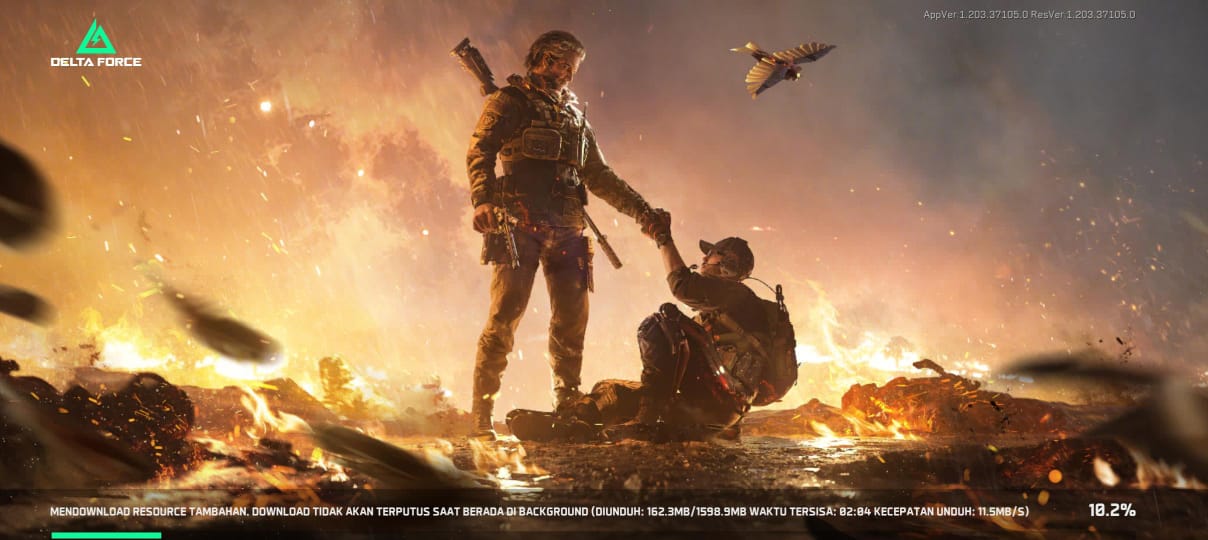 AppVer:1.203.37105.0 ResVer:1.203.37105.0
DELTA FORCE
MENDOWNLOAD RESOURCE TAMBAHAN. DOWNLOAD TIDAK AKAN TERPUTUS SAAT BERADA DI BACKGROUND (DIUNDUH: 162.3MB/1598.9MB WAKTU TERSISA: 02:04 KECEPATAN UNDUH: 11.5MB/S)
10.2%